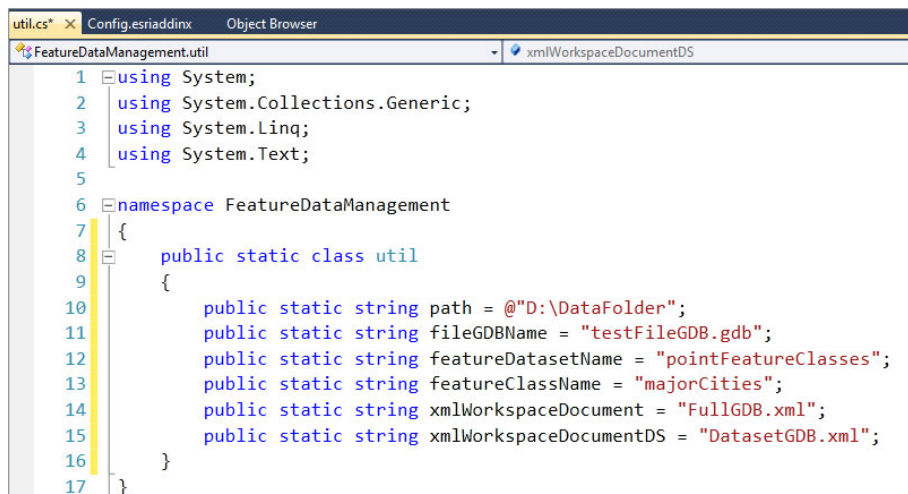 util.cs* Config.esriaddinx Object Browser
FeatureDataManagement.util xmlWorkspaceDocumentDS
1 using System;
2 using System.Collections.Generic;
3 using System.Linq;
4 using System.Text;
5
6 namespace FeatureDataManagement
7 {
8 public static class util
9 {
10 public static string path = @"D:\DataFolder";
11 public static string fileGDBName = "testFileGDB.gdb";
12 public static string featureDatasetName = "pointFeatureClasses";
13 public static string featureClassName = "majorCities";
14 public static string xmlWorkspaceDocument = "FullGDB.xml";
15 public static string xmlWorkspaceDocumentDS = "DatasetGDB.xml";
16 }
17 }